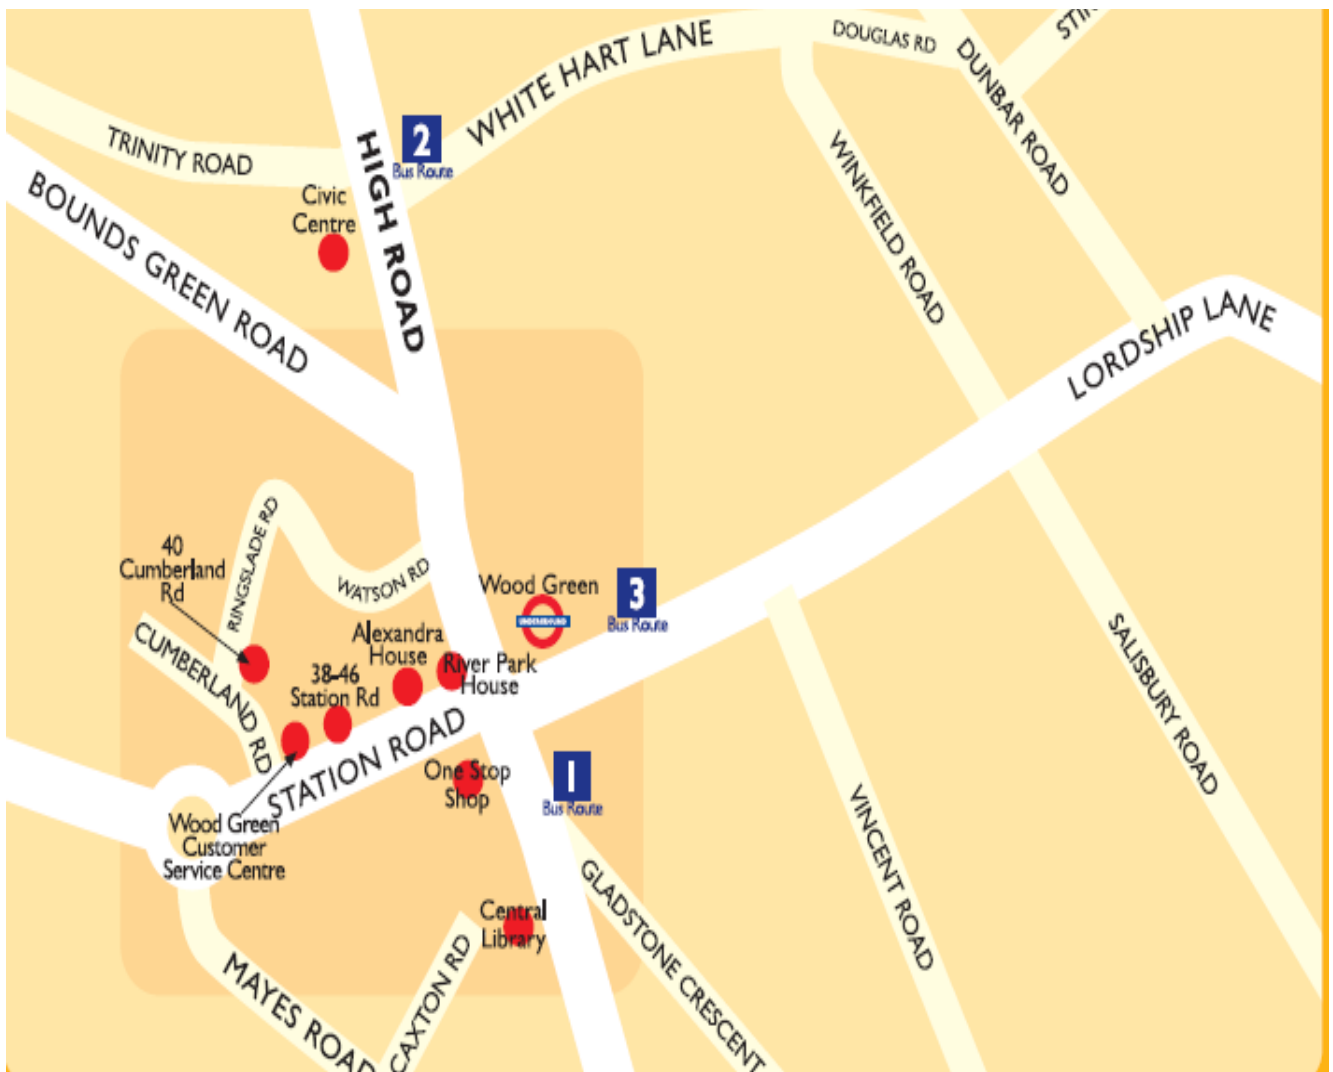 DOUGLAS RD
WHITE HART LANE
DUNBAR ROAD
2
Bus Route
TRINITY ROAD
HIGH ROAD
WINKFIELD ROAD
Civic
Centre
BOUNDS GREEN ROAD
LORDSHIP LANE
RINGSLADE RD
40
Cumberland
Rd
WATSON RD
Wood Green
UNDERGROUND
3
Bus Route
CUMBERLAND RD
Alexandra
House
River Park
House
38-46
Station Rd
SALISBURY ROAD
STATION ROAD
One Stop
Shop
1
Bus Route
Wood Green
Customer
Service Centre
VINCENT ROAD
GLADSTONE CRESCENT
Central
Library
CAXTON RD
MAYES ROAD